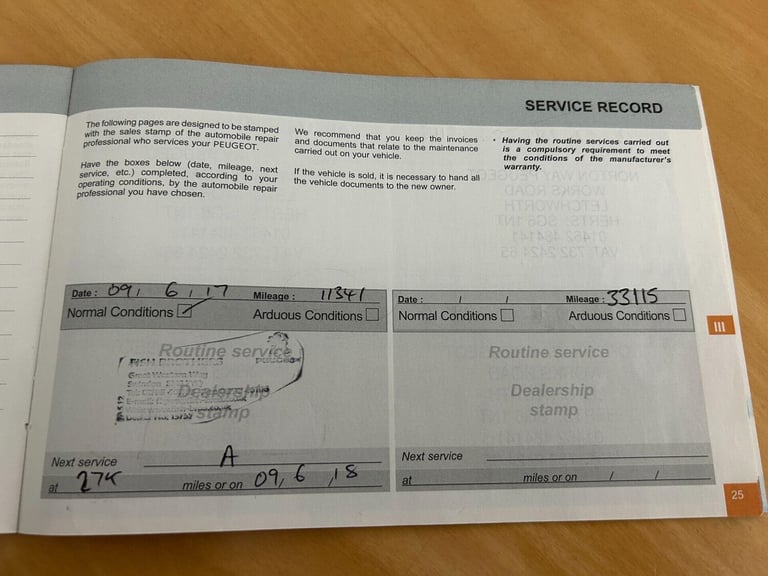 SERVICE RECORD
The following pages are designed to be stamped
with the sales stamp of the automobile repair
professional who services your PEUGEOT.
Have the boxes below (date, mileage, next
service, etc.) completed, according to your
operating conditions, by the automobile repair
professional you have chosen.
We recommend that you keep the invoices
and documents that relate to the maintenance
carried out on your vehicle.
If the vehicle is sold, it is necessary to hand all
the vehicle documents to the new owner.
• Having the routine services carried out
is a compulsory requirement to meet
the conditions of the manufacturer's
warranty.
Date : 09, 6, 17 Mileage : 11341
Normal Conditions Arduous Conditions
Routine service
FISH BROTHERS PEUGEOT
Great Western Way
Swindon
Dealership
stamp
Next service A
at 27K miles or on 09, 6, 18
Date : / / Mileage : 33115
Normal Conditions Arduous Conditions
Routine service
Dealership
stamp
Next service
at miles or on / /
III
25